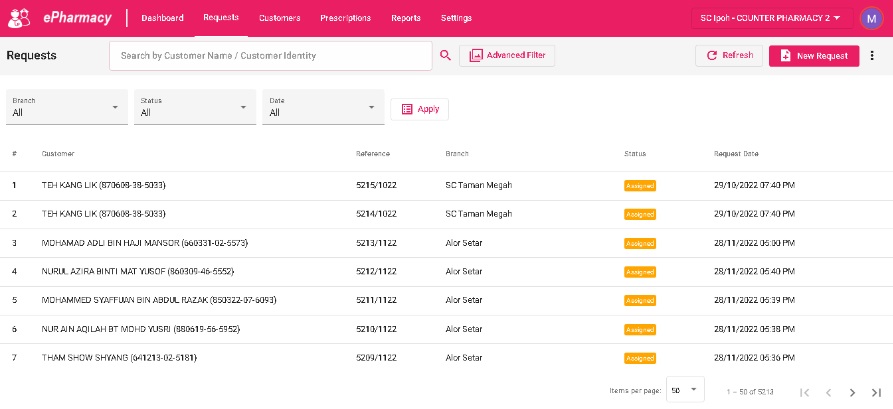 ePharmacy Dashboard Requests Customers Prescriptions Reports Settings SC Ipoh - COUNTER PHARMACY 2 M
Requests Search by Customer Name / Customer Identity Advanced Filter Refresh New Request
Branch Status Date
All All All Apply
# Customer Reference Branch Status Request Date
1 TEH KANG LIK (870608-38-5033) 5215/1022 SC Taman Megah Assigned 29/10/2022 07:40 PM
2 TEH KANG LIK (870608-38-5033) 5214/1022 SC Taman Megah Assigned 29/10/2022 07:40 PM
3 MOHAMAD ADLI BIN HAJI MANSOR (660331-02-5573) 5213/1122 Alor Setar Assigned 28/11/2022 05:00 PM
4 NURUL AZIRA BINTI MAT YUSOF (860309-46-5552) 5212/1122 Alor Setar Assigned 28/11/2022 05:40 PM
5 MOHAMMED SYAFFUAN BIN ABDUL RAZAK (850322-07-6093) 5211/1122 Alor Setar Assigned 28/11/2022 05:39 PM
6 NUR AIN AQILAH BT MOHD YUSRI (880619-56-5952) 5210/1122 Alor Setar Assigned 28/11/2022 05:38 PM
7 THAM SHOW SHYANG (641213-02-5181) 5209/1122 Alor Setar Assigned 28/11/2022 05:36 PM
Items per page: 50 1 – 50 of 5213